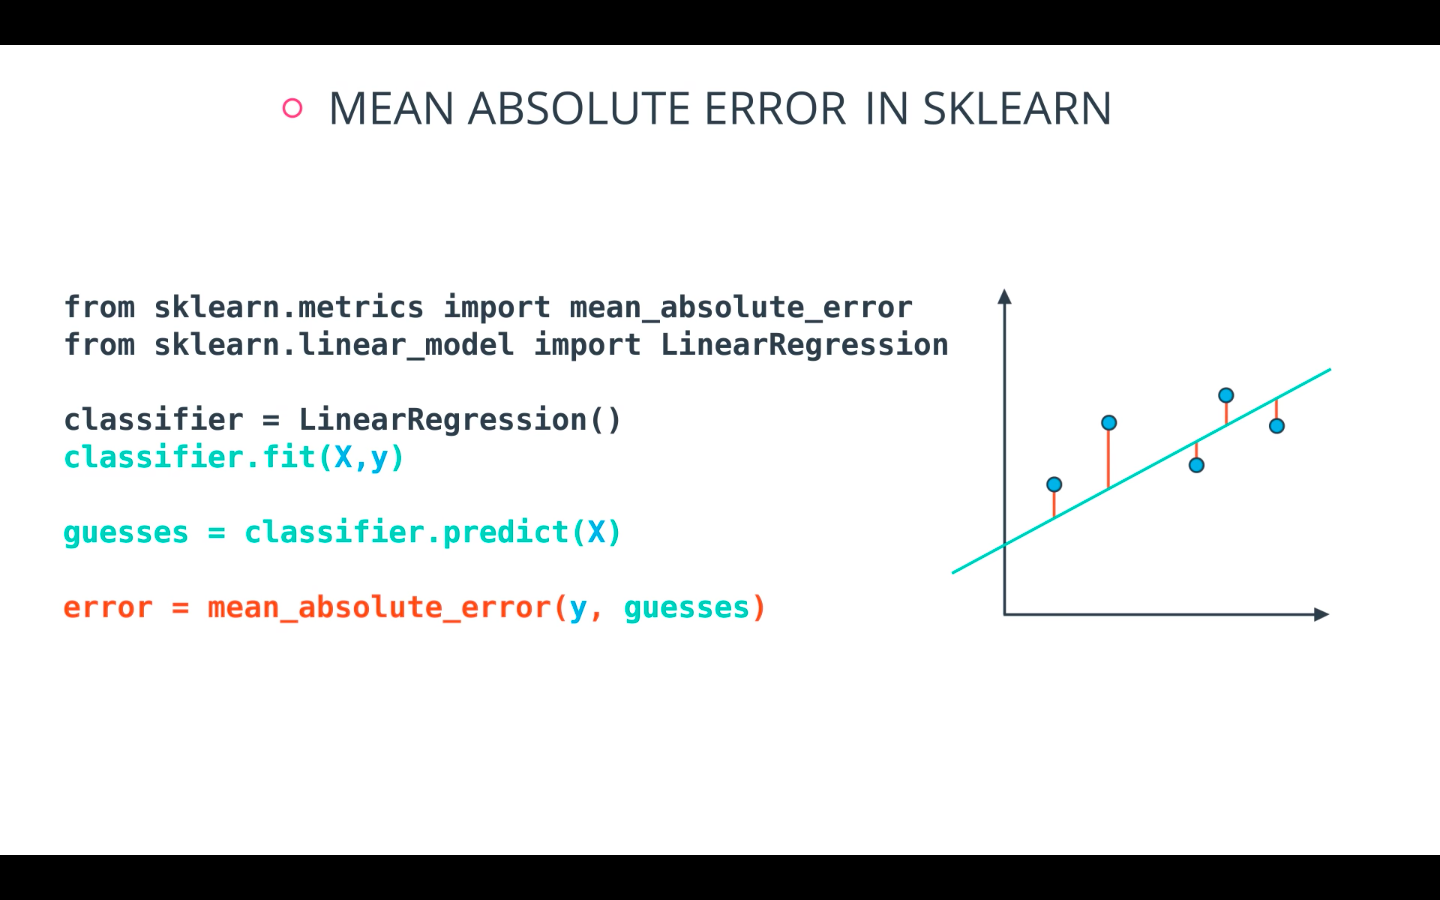 MEAN ABSOLUTE ERROR IN SKLEARN
from sklearn.metrics import mean_absolute_error
from sklearn.linear_model import LinearRegression
classifier = LinearRegression()
classifier.fit(X,y)
guesses = classifier.predict(X)
error = mean_absolute_error(y, guesses)